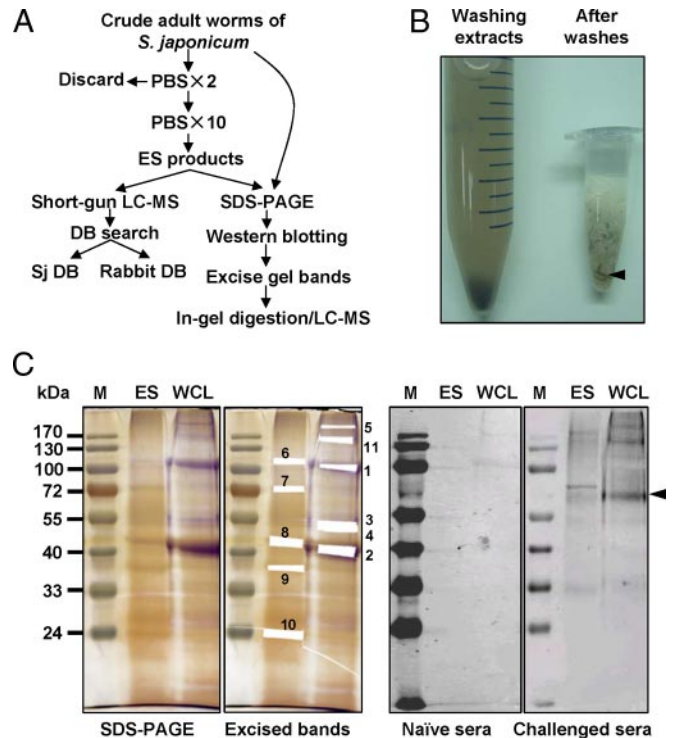 A
Crude adult worms of
S. japonicum
Discard
PBS×2
PBS×10
ES products
Short-gun LC-MS
SDS-PAGE
DB search
Western blotting
Sj DB
Rabbit DB
Excise gel bands
In-gel digestion/LC-MS
B
Washing
extracts
After
washes
C
kDa
M ES WCL
M ES WCL
M ES WCL
170
130
100
72
55
40
33
24
5
11
6
1
7
3
8
4
2
9
10
SDS-PAGE
Excised bands
Naïve sera
Challenged sera